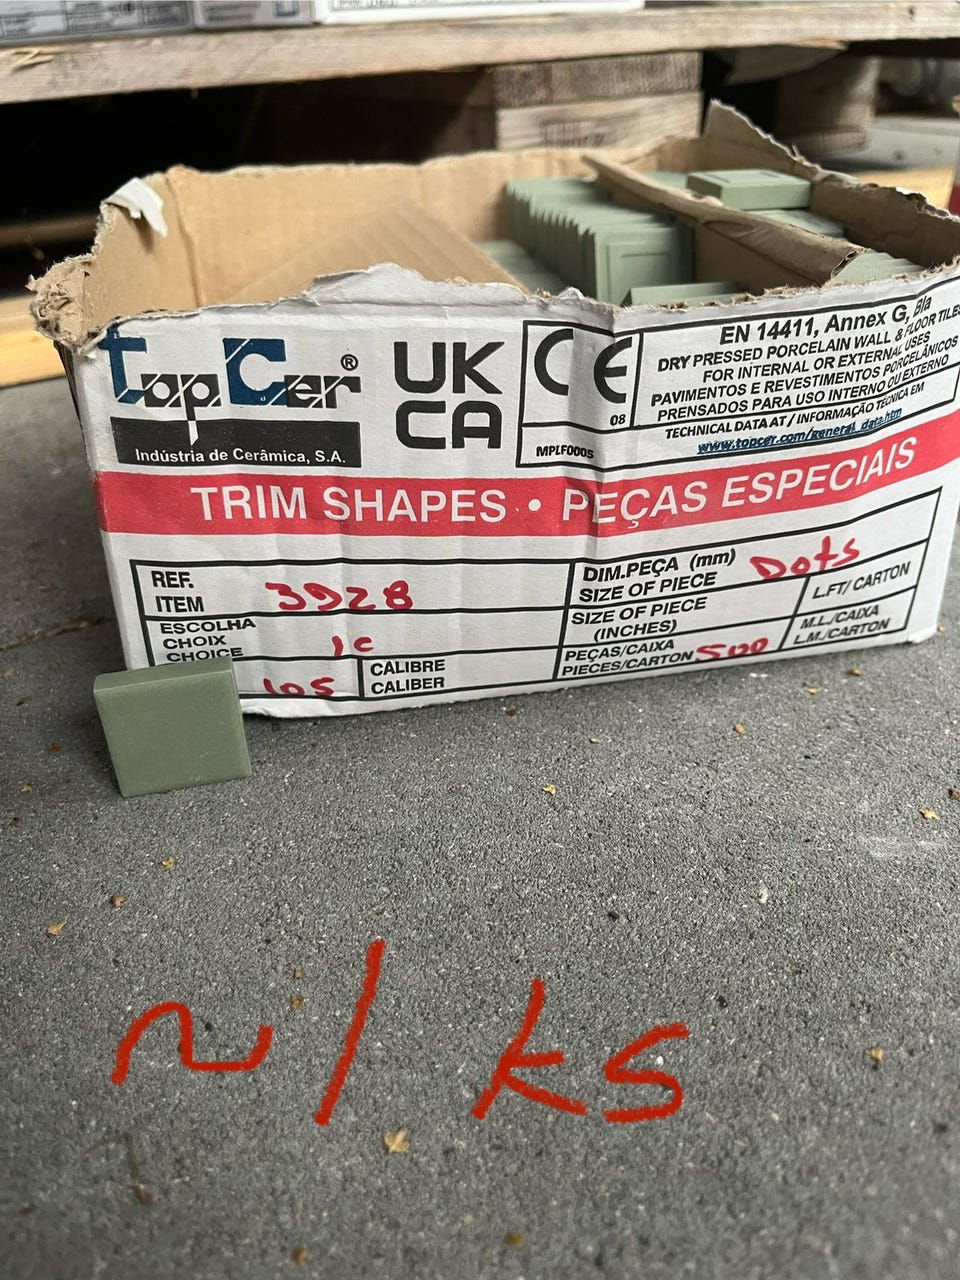 topCer®
Indústria de Cerâmica, S.A.
UK
CA
CE
08
MPLF0005
EN 14411, Annex G, BIa
DRY PRESSED PORCELAIN WALL & FLOOR TILES
FOR INTERNAL OR EXTERNAL USES
PAVIMENTOS E REVESTIMENTOS PORCELÂNICOS
PRENSADOS PARA USO INTERNO OU EXTERNO
TECHNICAL DATA AT / INFORMAÇÃO TÉCNICA EM
www.topcer.com/general_data.htm
TRIM SHAPES • PEÇAS ESPECIAIS
REF.
ITEM
3928
DIM.PEÇA (mm)
SIZE OF PIECE
Dots
ESCOLHA
CHOIX
CHOICE
1c
SIZE OF PIECE
(INCHES)
L.FT/ CARTON
105
CALIBRE
CALIBER
PEÇAS/CAIXA
PIECES/CARTON
500
M.L./CAIXA
L.M./CARTON
~1 ks